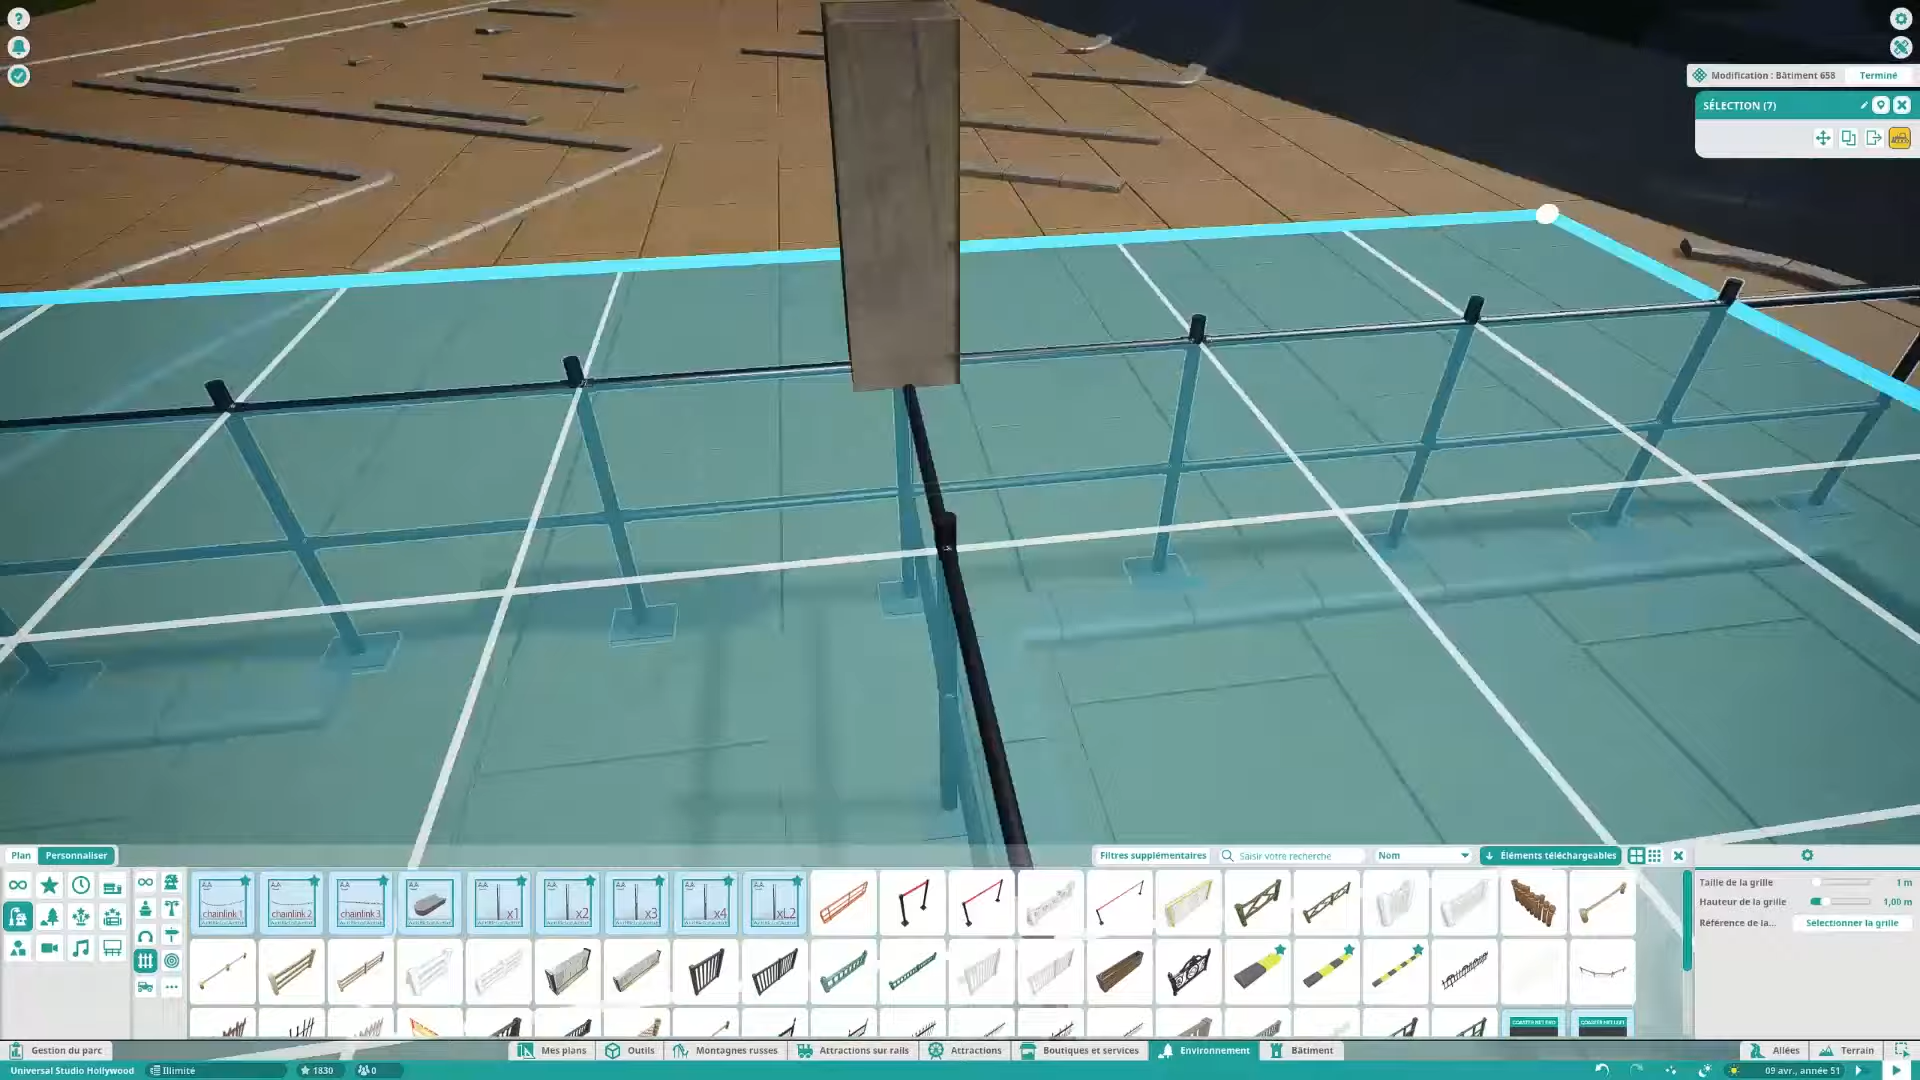 Modification : Bâtiment 658
Terminé
SÉLECTION (7)
Plan
Personnaliser
Filtres supplémentaires
Saisir votre recherche
Nom
Éléments téléchargeables
chainlink 1
chainlink 2
chainlink 3
x1
x2
x3
x4
xL2
Taille de la grille
1 m
Hauteur de la grille
1,00 m
Référence de la...
Sélectionner la grille
Gestion du parc
Mes plans
Outils
Montagnes russes
Attractions sur rails
Attractions
Boutiques et services
Environnement
Bâtiment
Allées
Terrain
Universal Studio Hollywood
Illimité
1830
0
09 avr., année 51